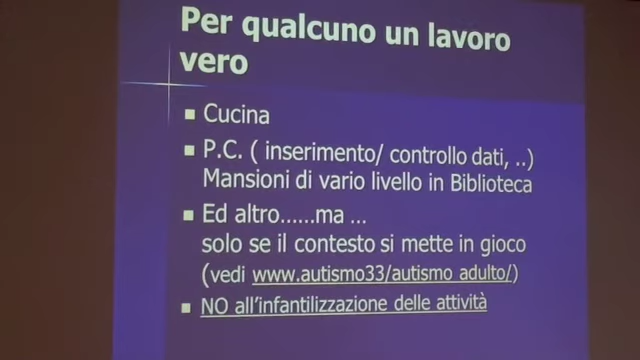 Per qualcuno un lavoro
vero
Cucina
P.C. ( inserimento/ controllo dati, ..)
Mansioni di vario livello in Biblioteca
Ed altro......ma ...
solo se il contesto si mette in gioco
(vedi www.autismo33/autismo adulto/)
NO all'infantilizzazione delle attività